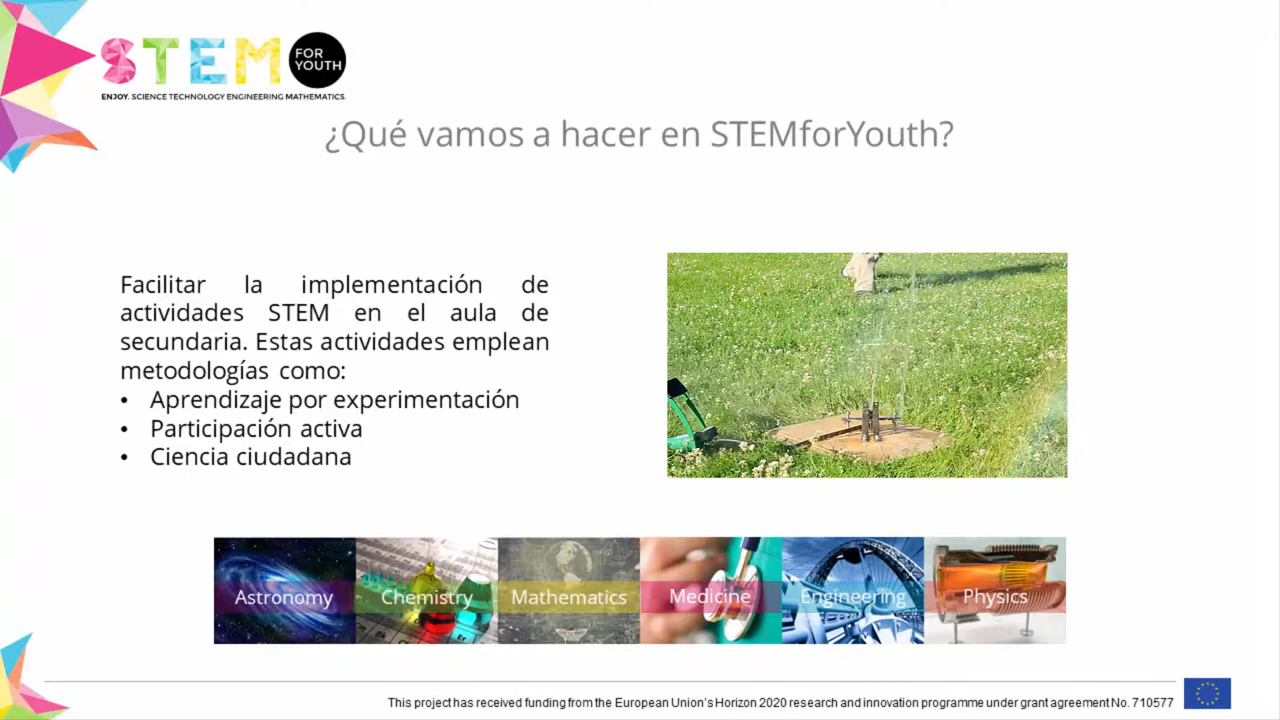 STEM FOR YOUTH
ENJOY. SCIENCE TECHNOLOGY ENGINEERING MATHEMATICS.
¿Qué vamos a hacer en STEMforYouth?
Facilitar la implementación de
actividades STEM en el aula de
secundaria. Estas actividades emplean
metodologías como:
• Aprendizaje por experimentación
• Participación activa
• Ciencia ciudadana
Astronomy Chemistry Mathematics Medicine Engineering Physics
This project has received funding from the European Union's Horizon 2020 research and innovation programme under grant agreement No. 710577